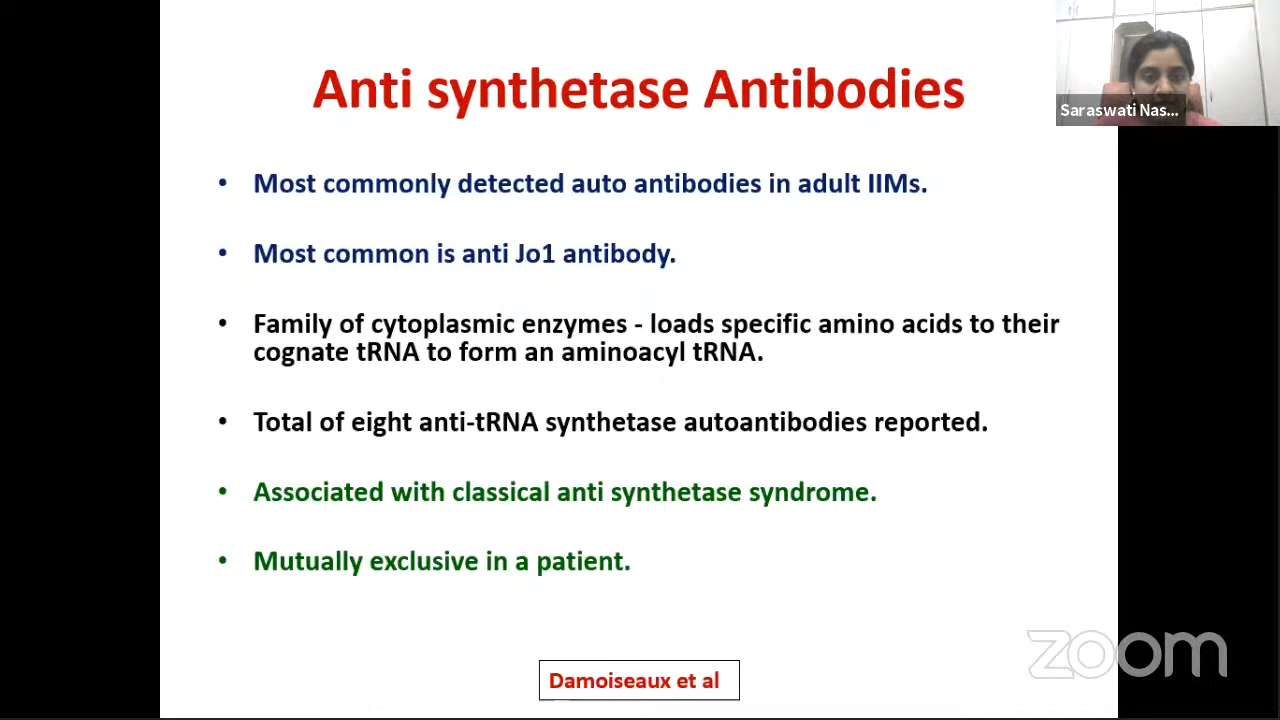 Anti synthetase Antibodies
Saraswati Nas...
• Most commonly detected auto antibodies in adult IIMs.
• Most common is anti Jo1 antibody.
• Family of cytoplasmic enzymes - loads specific amino acids to their
cognate tRNA to form an aminoacyl tRNA.
• Total of eight anti-tRNA synthetase autoantibodies reported.
• Associated with classical anti synthetase syndrome.
• Mutually exclusive in a patient.
zoom
Damoiseaux et al